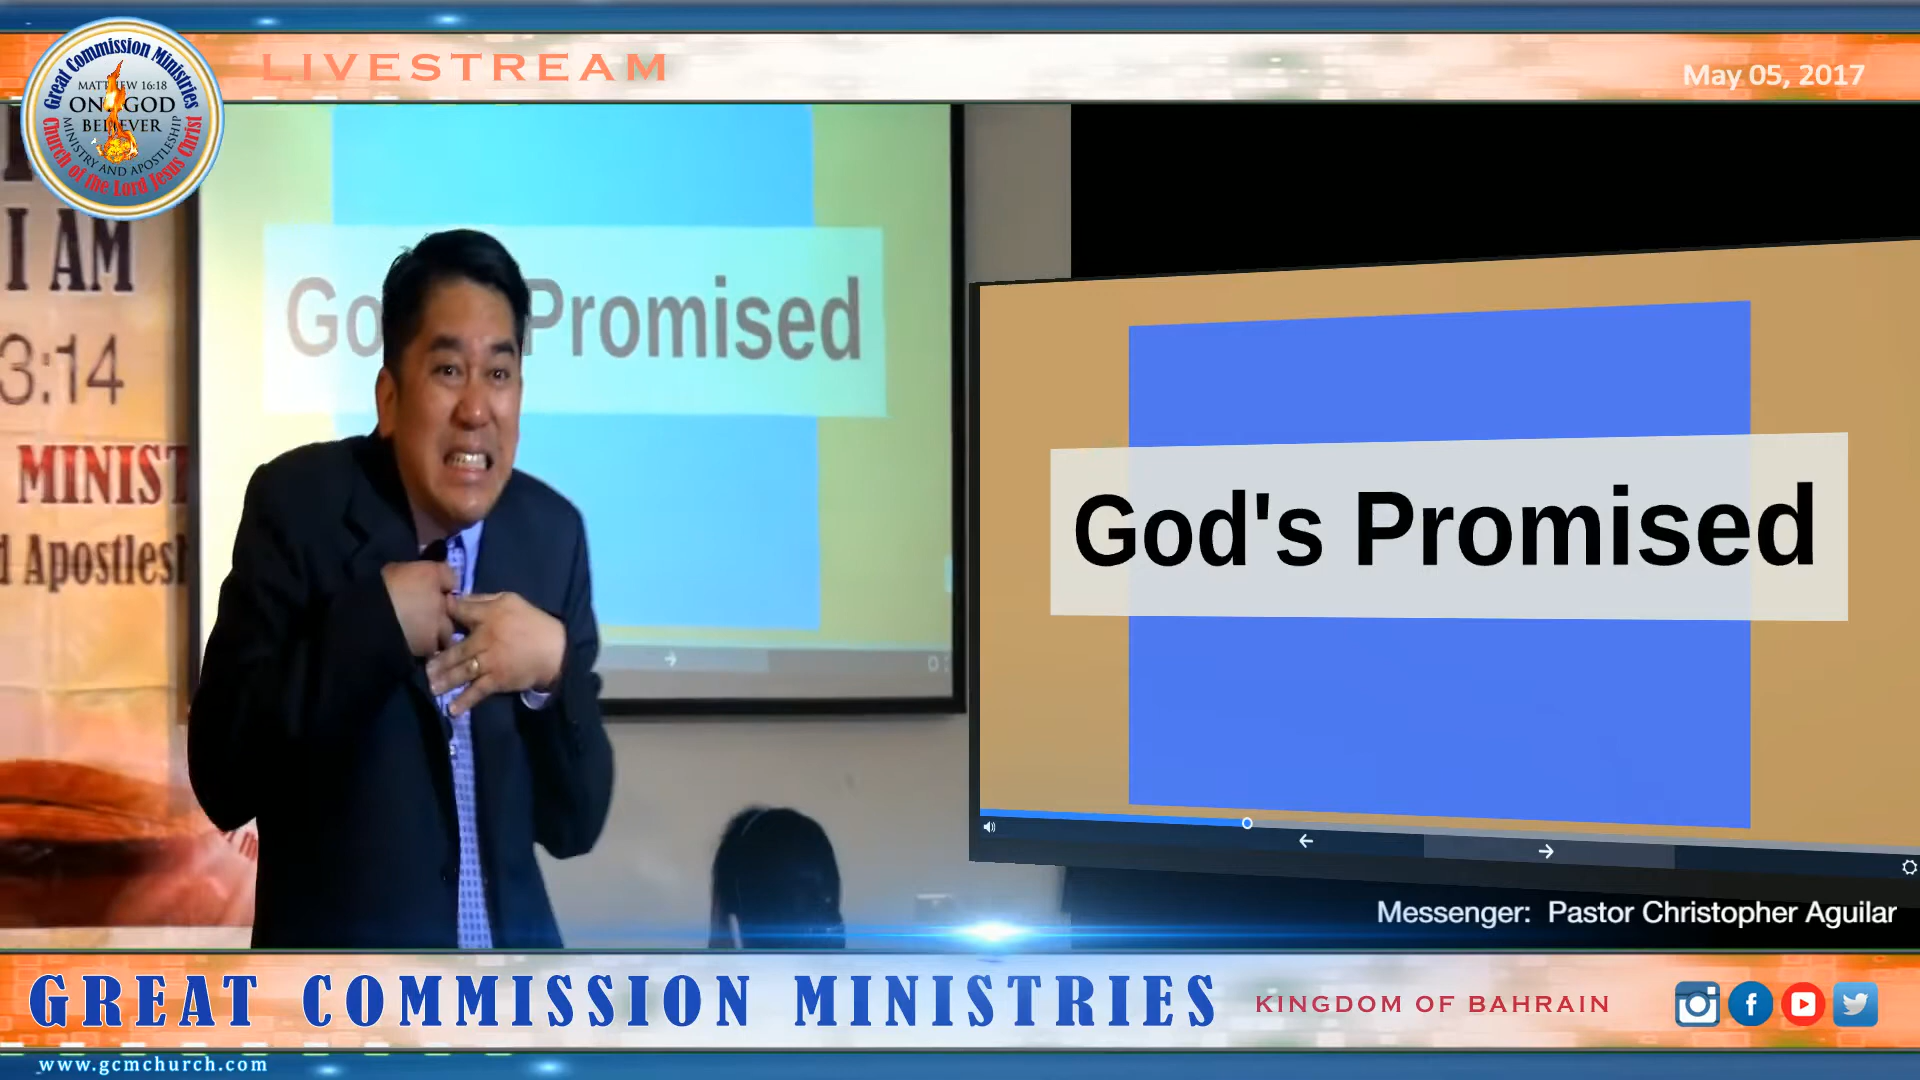 LIVESTREAM
May 05, 2017
Great Commission Ministries
MATTHEW 16:18
ONE GOD
BELIEVER
MINISTRY AND APOSTLESHIP
Church of the Lord Jesus Christ
I AM
3:14
MINIST
d Apostlesh
God's Promised
God's Promised
Messenger: Pastor Christopher Aguilar
GREAT COMMISSION MINISTRIES
KINGDOM OF BAHRAIN
www.gcmchurch.com